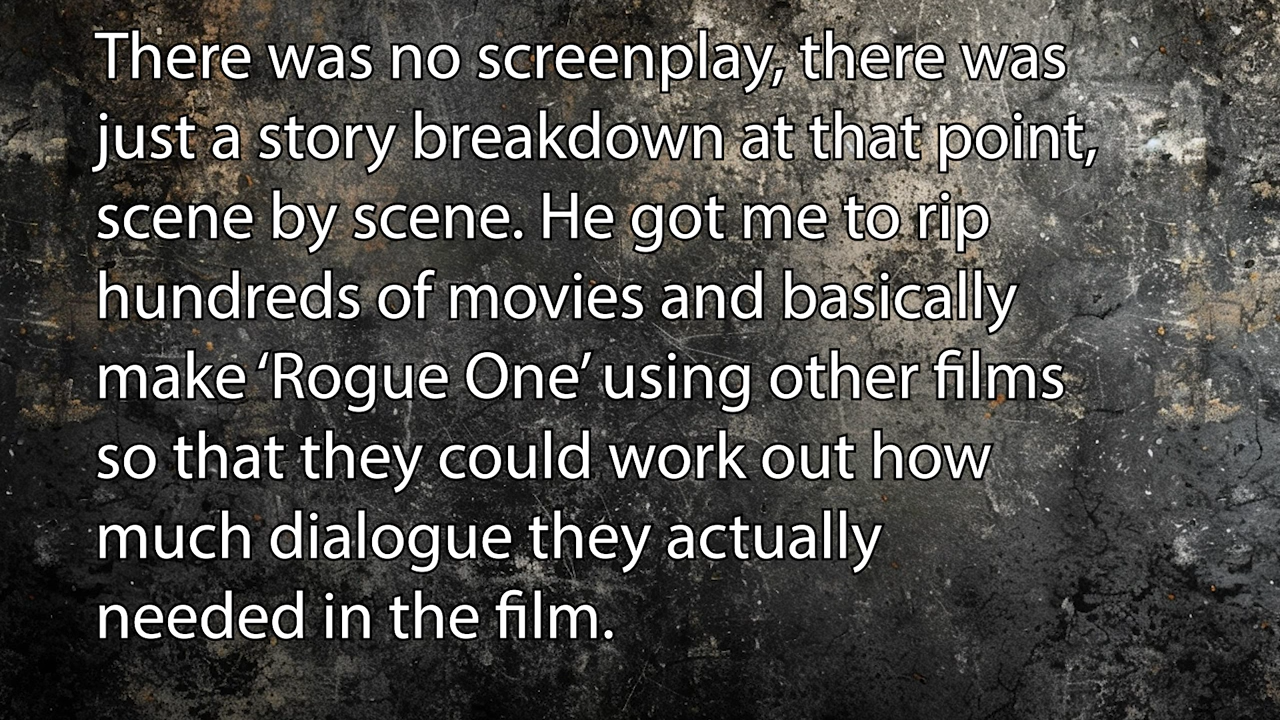 There was no screenplay, there was
just a story breakdown at that point,
scene by scene. He got me to rip
hundreds of movies and basically
make ‘Rogue One’ using other films
so that they could work out how
much dialogue they actually
needed in the film.